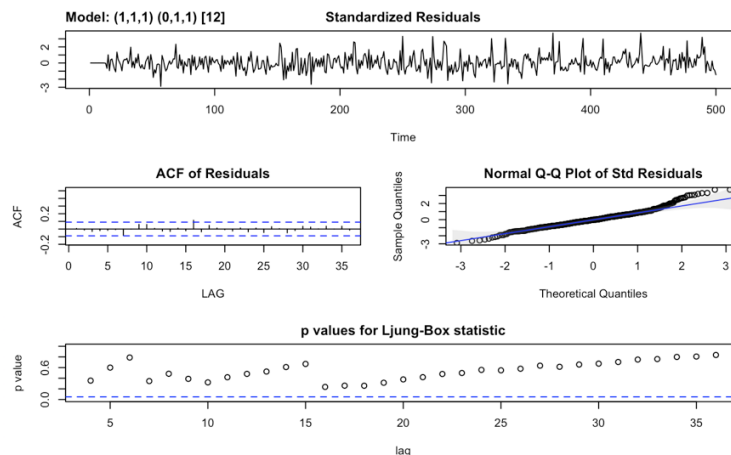 Model: (1,1,1) (0,1,1) [12] Standardized Residuals
-3 0 2
0 100 200 300 400 500
Time
ACF of Residuals
ACF
-0.2 0.2
0 5 10 15 20 25 30 35
LAG
Normal Q-Q Plot of Std Residuals
Sample Quantiles
-3 0 2
-3 -2 -1 0 1 2 3
Theoretical Quantiles
p values for Ljung-Box statistic
p value
0.0 0.6
5 10 15 20 25 30 35
lag